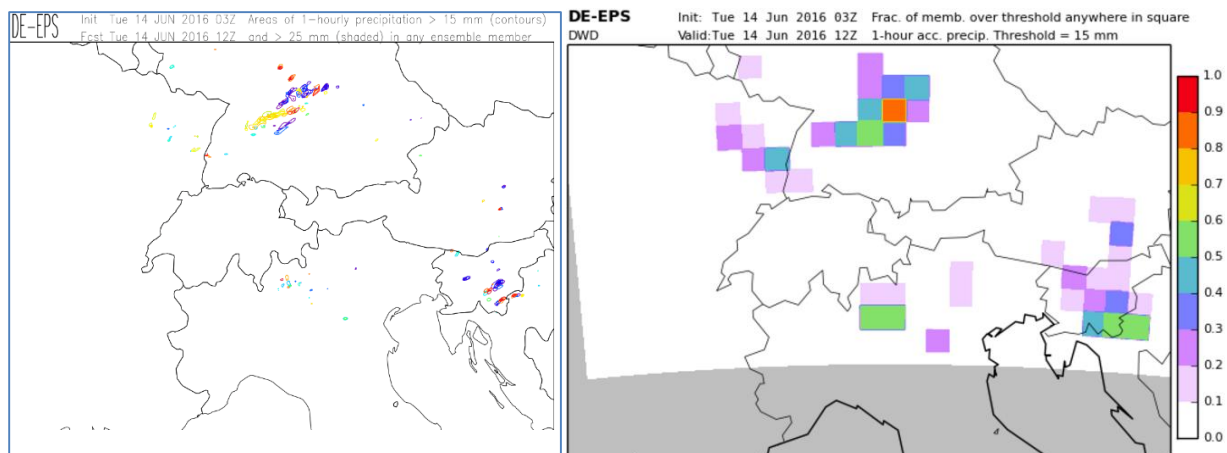 DE-EPS
Init Tue 14 JUN 2016 03Z Areas of 1-hourly precipitation > 15 mm (contours)
Fcst Tue 14 JUN 2016 12Z and > 25 mm (shaded) in any ensemble member
DE-EPS Init: Tue 14 Jun 2016 03Z Frac. of memb. over threshold anywhere in square
DWD Valid:Tue 14 Jun 2016 12Z 1-hour acc. precip. Threshold = 15 mm
1.0
0.9
0.8
0.7
0.6
0.5
0.4
0.3
0.2
0.1
0.0